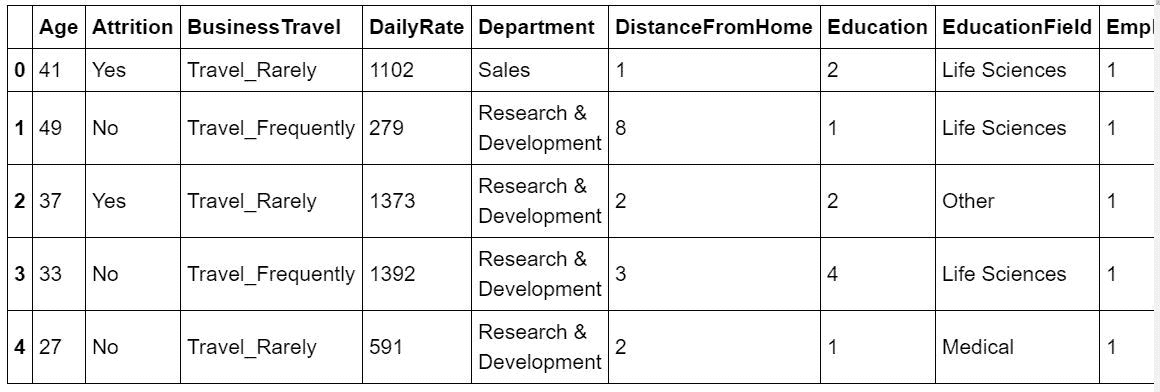 Age Attrition BusinessTravel DailyRate Department DistanceFromHome Education EducationField Empl
0 41 Yes Travel_Rarely 1102 Sales 1 2 Life Sciences 1
1 49 No Travel_Frequently 279 Research & Development 8 1 Life Sciences 1
2 37 Yes Travel_Rarely 1373 Research & Development 2 2 Other 1
3 33 No Travel_Frequently 1392 Research & Development 3 4 Life Sciences 1
4 27 No Travel_Rarely 591 Research & Development 2 1 Medical 1